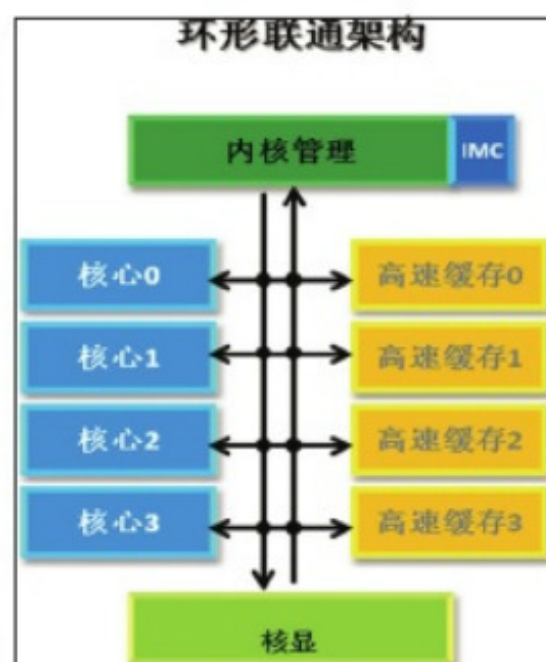 环形联通架构
内核管理 IMC
核心0 高速缓存0
核心1 高速缓存1
核心2 高速缓存2
核心3 高速缓存3
核显